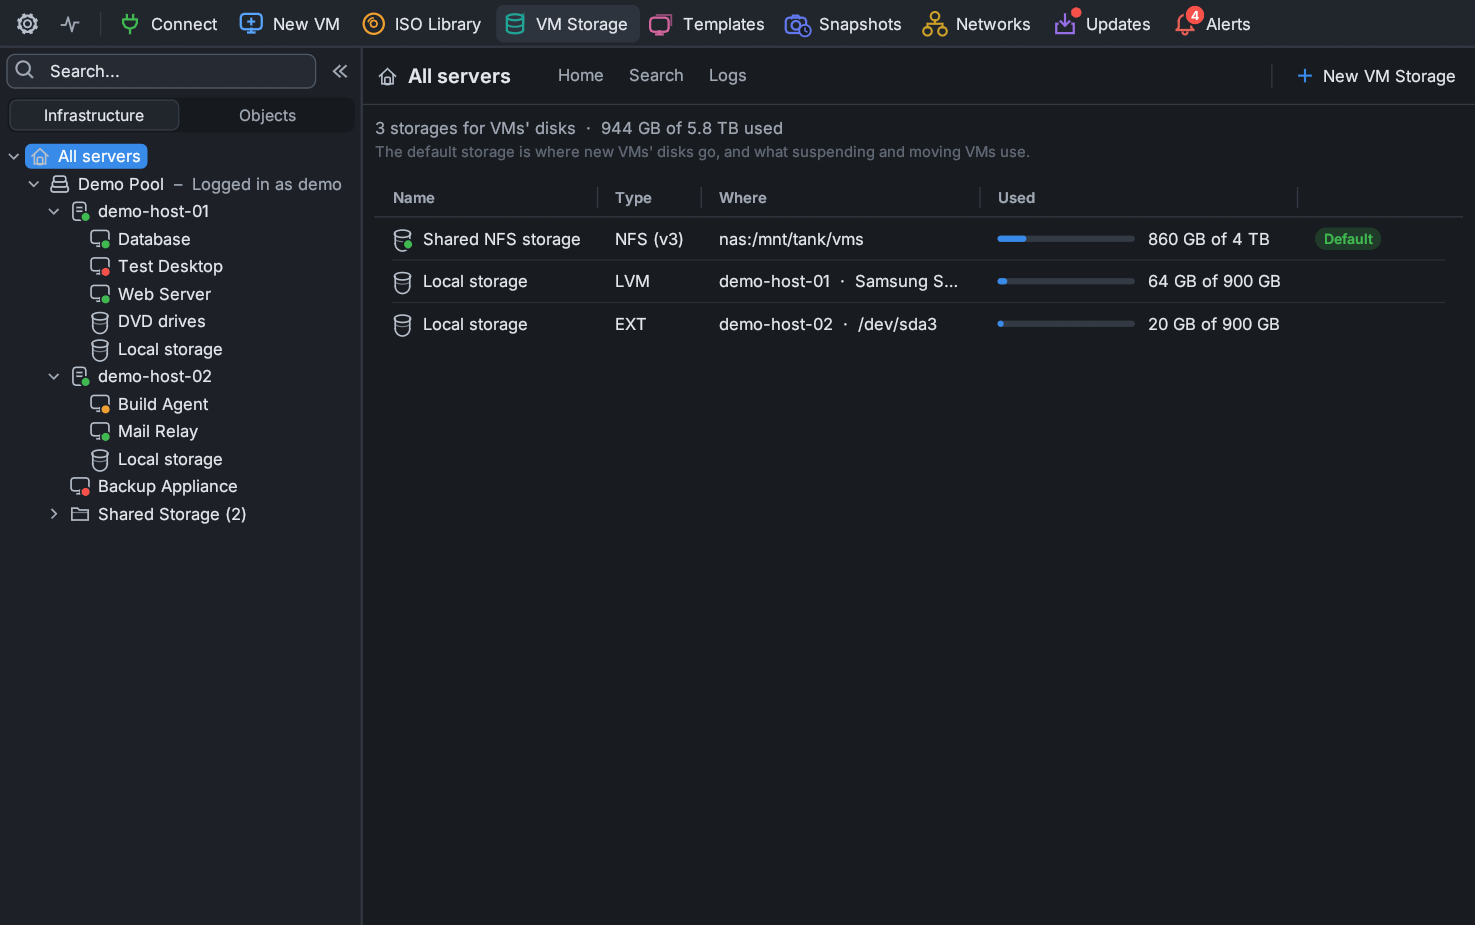 Connect New VM ISO Library VM Storage Templates Snapshots Networks Updates 4 Alerts
Search...
Infrastructure Objects
All servers
Demo Pool – Logged in as demo
demo-host-01
Database
Test Desktop
Web Server
DVD drives
Local storage
demo-host-02
Build Agent
Mail Relay
Local storage
Backup Appliance
Shared Storage (2)
All servers Home Search Logs New VM Storage
3 storages for VMs' disks · 944 GB of 5.8 TB used
The default storage is where new VMs' disks go, and what suspending and moving VMs use.
Name Type Where Used
Shared NFS storage NFS (v3) nas:/mnt/tank/vms 860 GB of 4 TB Default
Local storage LVM demo-host-01 · Samsung S... 64 GB of 900 GB
Local storage EXT demo-host-02 · /dev/sda3 20 GB of 900 GB